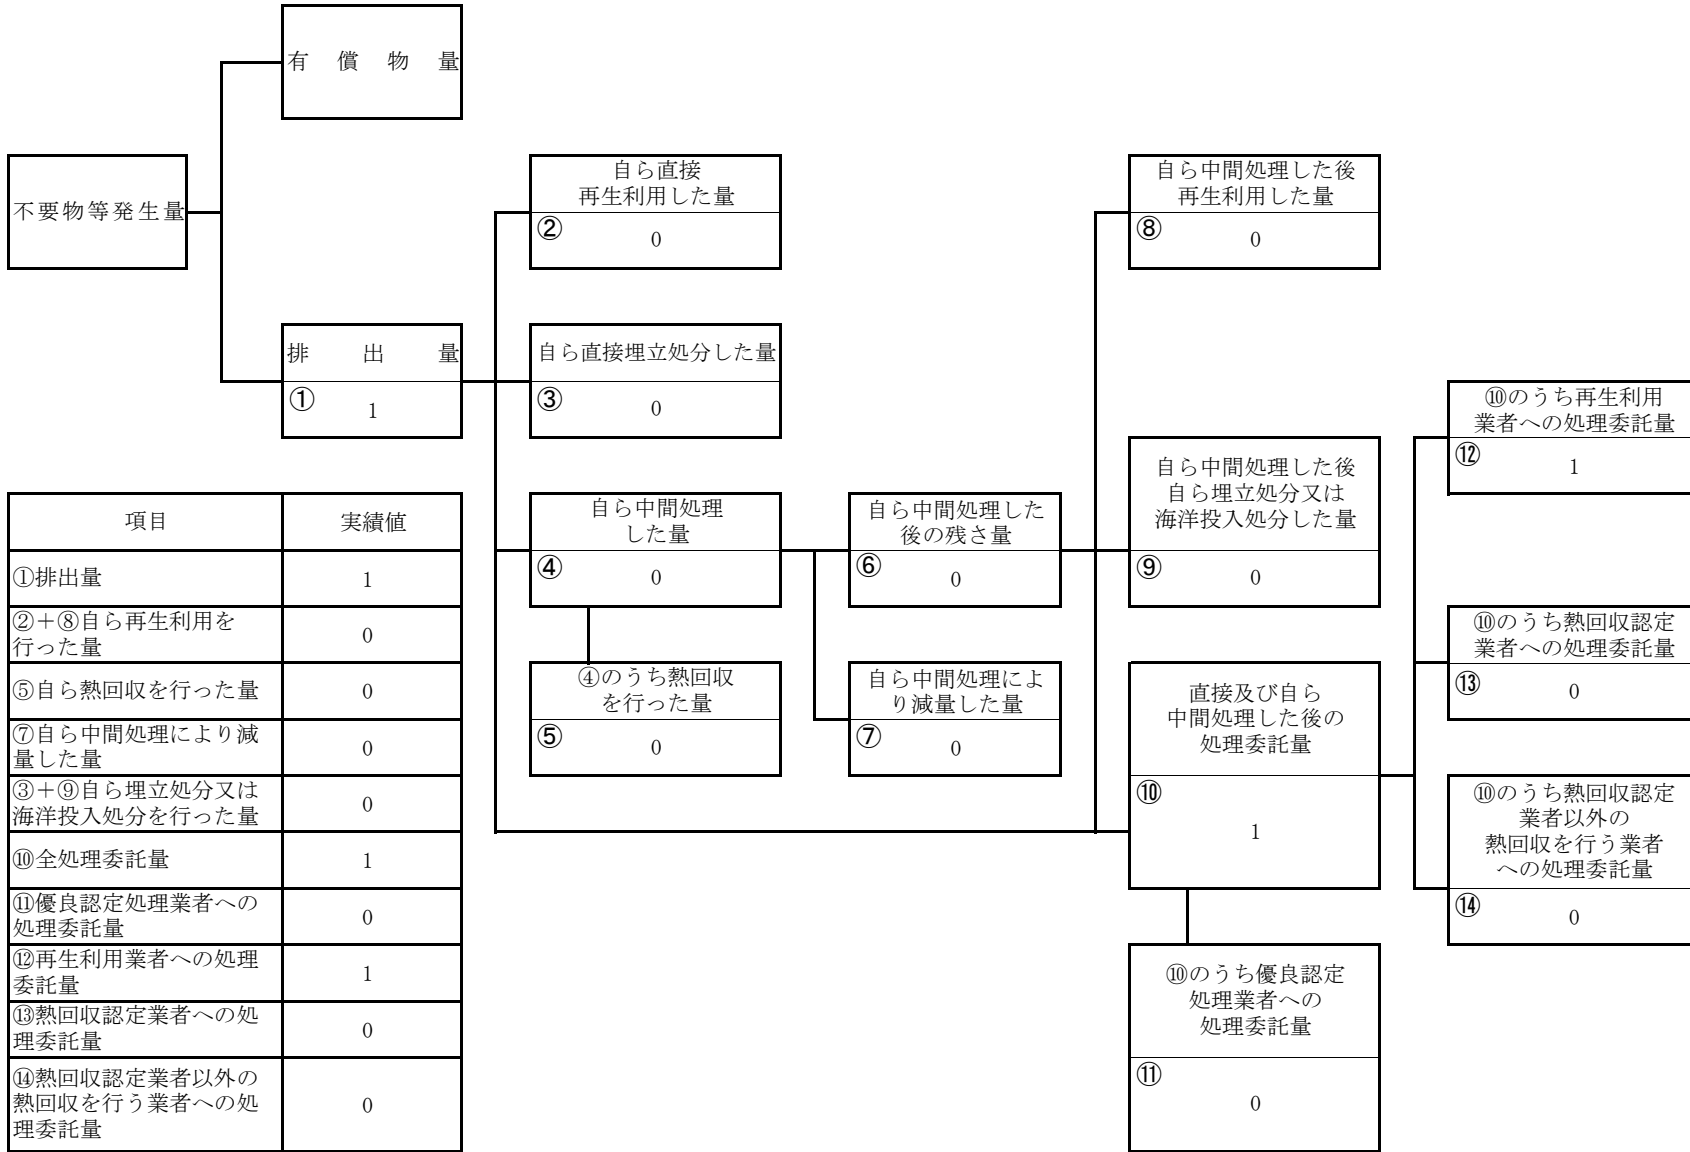 有償物量
不要物等発生量
排出量
① 1
自ら直接
再生利用した量
② 0
自ら直接埋立処分した量
③ 0
自ら中間処理
した量
④ 0
④のうち熱回収
を行った量
⑤ 0
自ら中間処理した
後の残さ量
⑥ 0
自ら中間処理によ
り減量した量
⑦ 0
自ら中間処理した後
再生利用した量
⑧ 0
自ら中間処理した後
自ら埋立処分又は
海洋投入処分した量
⑨ 0
直接及び自ら
中間処理した後の
処理委託量
⑩
1
⑩のうち優良認定
処理業者への
処理委託量
⑪
0
⑩のうち再生利用
業者への処理委託量
⑫ 1
⑩のうち熱回収認定
業者への処理委託量
⑬ 0
⑩のうち熱回収認定
業者以外の
熱回収を行う業者
への処理委託量
⑭ 0
項目 実績値
①排出量 1
②＋⑧自ら再生利用を
行った量 0
⑤自ら熱回収を行った量 0
⑦自ら中間処理により減
量した量 0
③＋⑨自ら埋立処分又は
海洋投入処分を行った量 0
⑩全処理委託量 1
⑪優良認定処理業者への
処理委託量 0
⑫再生利用業者への処理
委託量 1
⑬熱回収認定業者への処
理委託量 0
⑭熱回収認定業者以外の
熱回収を行う業者への処
理委託量 0